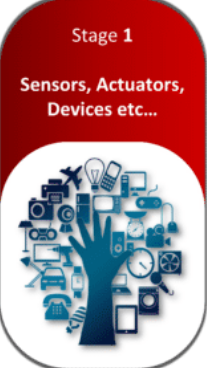 Stage 1
Sensors, Actuators,
Devices etc...